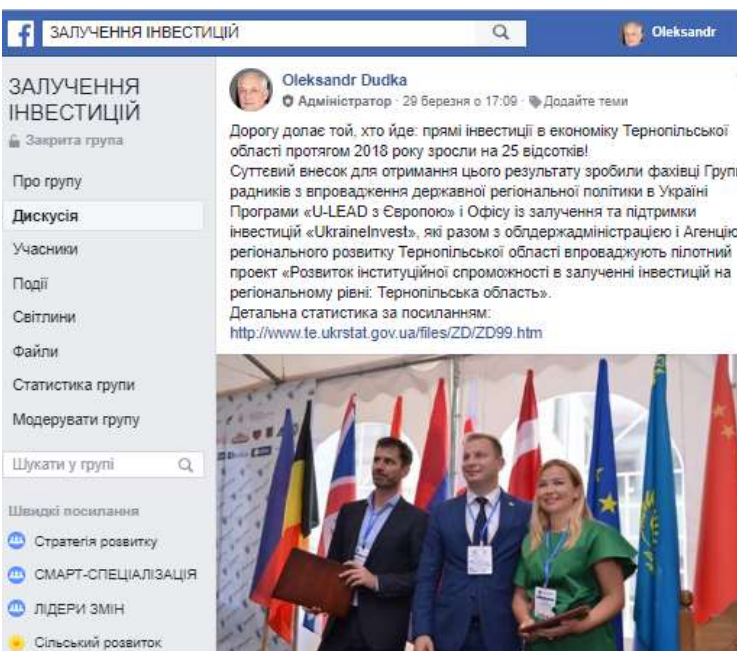 ЗАЛУЧЕННЯ ІНВЕСТИЦІЙ
Oleksandr
ЗАЛУЧЕННЯ
ІНВЕСТИЦІЙ
Закрита група
Про групу
Дискусія
Учасники
Події
Світлини
Файли
Статистика групи
Модерувати групу
Шукати у групі
Швидкі посилання
Стратегія розвитку
СМАРТ-СПЕЦІАЛІЗАЦІЯ
ЛІДЕРИ ЗМІН
Сільський розвиток
Oleksandr Dudka
Адміністратор · 29 березня о 17:09 · Додайте теми
Дорогу долає той, хто йде: прямі інвестиції в економіку Тернопільської
області протягом 2018 року зросли на 25 відсотків!
Суттєвий внесок для отримання цього результату зробили фахівці Груп
радників з впровадження державної регіональної політики в Україні
Програми «U-LEAD з Європою» і Офісу із залучення та підтримки
інвестицій «UkraineInvest», які разом з облдержадміністрацією і Агенцію
регіонального розвитку Тернопільської області впроваджують пілотний
проект «Розвиток інституційної спроможності в залученні інвестицій на
регіональному рівні: Тернопільська область».
Детальна статистика за посиланням:
http://www.te.ukrstat.gov.ua/files/ZD/ZD99.htm